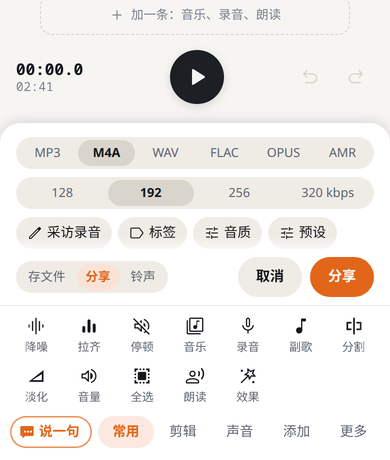 + 加一条：音乐、录音、朗读
00:00.0
02:41
MP3 M4A WAV FLAC OPUS AMR
128 192 256 320 kbps
采访录音 标签 音质 预设
存文件 分享 铃声 取消 分享
降噪 拉齐 停顿 音乐 录音 副歌 分割
淡化 音量 全选 朗读 效果
说一句 常用 剪辑 声音 添加 更多